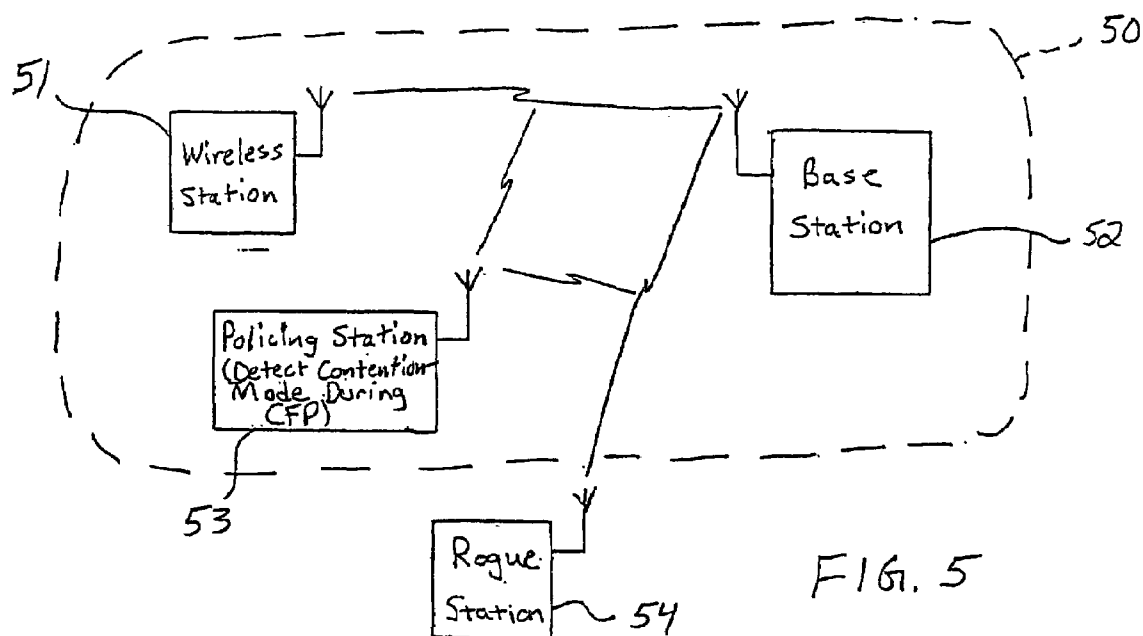 50
51
Wireless
Station
Base
Station
52
Policing Station
(Detect Contention
Mode During
CFP)
53
Rogue
Station
54
FIG. 5